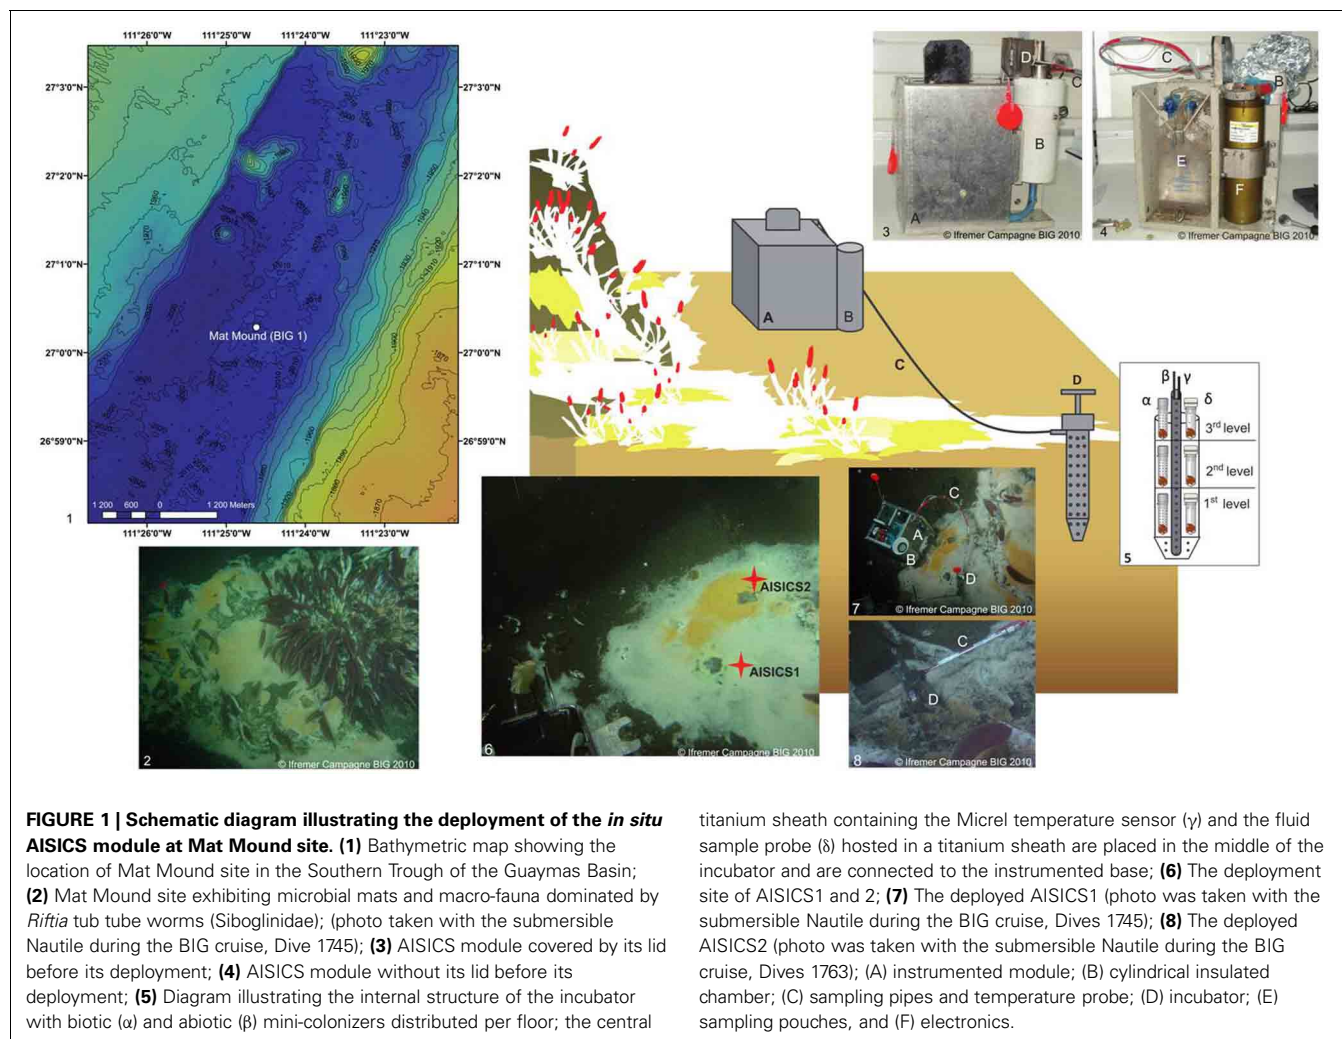 111°26'0"W
111°25'0"W
111°24'0"W
111°23'0"W
27°3'0"N
27°3'0"N
27°2'0"N
27°2'0"N
27°1'0"N
27°1'0"N
Mat Mound (BIG 1)
27°0'0"N
27°0'0"N
26°59'0"N
26°59'0"N
1 200 600 0 1 200 Meters
1
111°26'0"W
111°25'0"W
111°24'0"W
111°23'0"W
2
© Ifremer Campagne BIG 2010
D
C
B
A
3
© Ifremer Campagne BIG 2010
C
B
E
F
4
© Ifremer Campagne BIG 2010
A
B
C
D
β γ
α δ
3rd level
2nd level
1st level
5
AISICS2
AISICS1
6
© Ifremer Campagne BIG 2010
C
A
B
D
7
© Ifremer Campagne BIG 2010
C
D
8
© Ifremer Campagne BIG 2010
FIGURE 1 | Schematic diagram illustrating the deployment of the in situ
AISICS module at Mat Mound site. (1) Bathymetric map showing the
location of Mat Mound site in the Southern Trough of the Guaymas Basin;
(2) Mat Mound site exhibiting microbial mats and macro-fauna dominated by
Riftia tub tube worms (Siboglinidae); (photo taken with the submersible
Nautile during the BIG cruise, Dive 1745); (3) AISICS module covered by its lid
before its deployment; (4) AISICS module without its lid before its
deployment; (5) Diagram illustrating the internal structure of the incubator
with biotic (α) and abiotic (β) mini-colonizers distributed per floor; the central
titanium sheath containing the Micrel temperature sensor (γ) and the fluid
sample probe (δ) hosted in a titanium sheath are placed in the middle of the
incubator and are connected to the instrumented base; (6) The deployment
site of AISICS1 and 2; (7) The deployed AISICS1 (photo was taken with the
submersible Nautile during the BIG cruise, Dives 1745); (8) The deployed
AISICS2 (photo was taken with the submersible Nautile during the BIG
cruise, Dives 1763); (A) instrumented module; (B) cylindrical insulated
chamber; (C) sampling pipes and temperature probe; (D) incubator; (E)
sampling pouches, and (F) electronics.